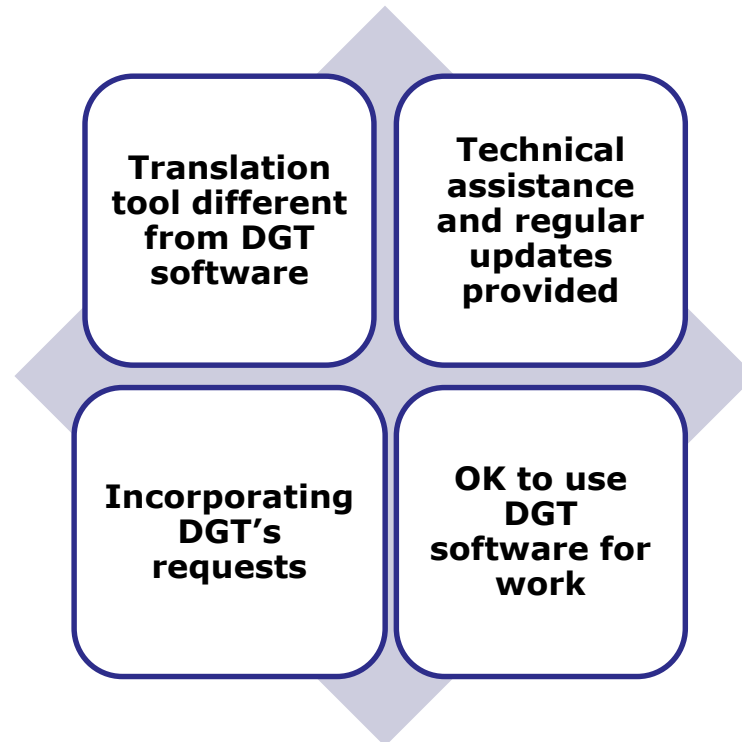 Translation
tool different
from DGT
software
Technical
assistance
and regular
updates
provided
Incorporating
DGT’s
requests
OK to use
DGT
software for
work